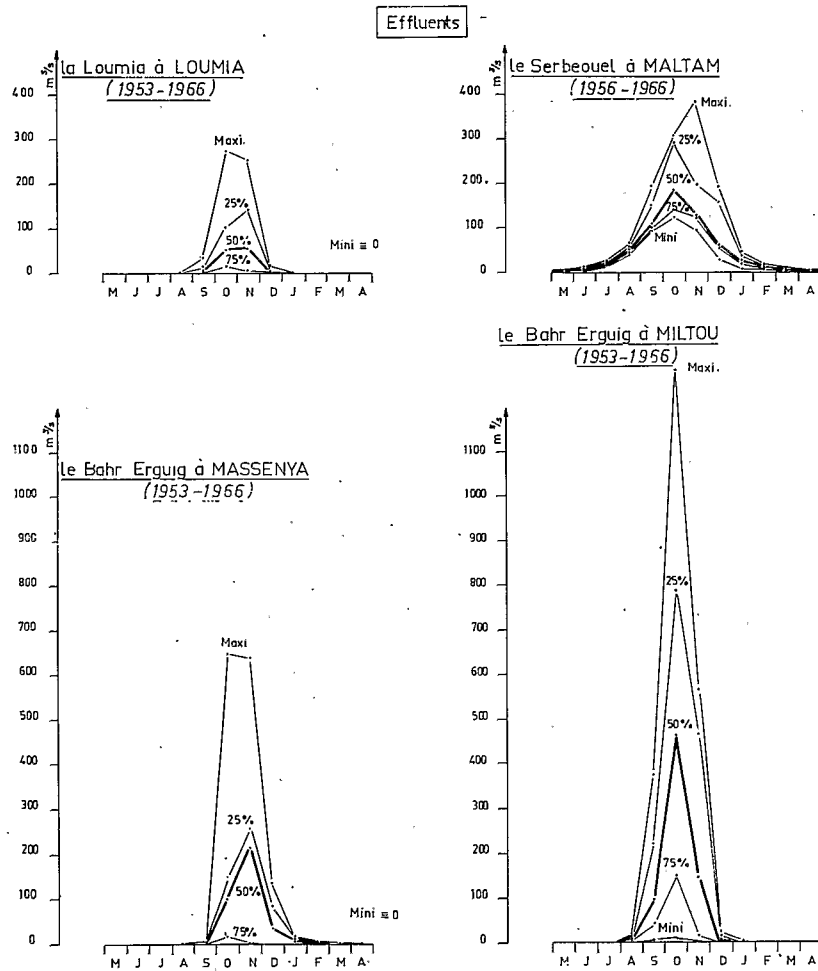 Effluents
la Loumia à LOUMIA
(1953-1966)
m³/s
400
300
200
100
0
Maxi.
25%
50%
75%
Mini ≡ 0
M J J A S O N D J F M A
le Serbeouel à MALTAM
(1956-1966)
m³/s
400
300
200
100
0
Maxi.
25%
50%
75%
Mini
M J J A S O N D J F M A
le Bahr Erguig à MASSENYA
(1953-1966)
m³/s
1100
1000
900
800
700
600
500
400
300
200
100
0
Maxi
25%
50%
75%
Mini ≡ 0
M J J A S O N D J F M A
le Bahr Erguig à MILTOU
(1953-1966)
m³/s
1100
1000
900
800
700
600
500
400
300
200
100
0
Maxi.
25%
50%
75%
Mini
M J J A S O N D J F M A